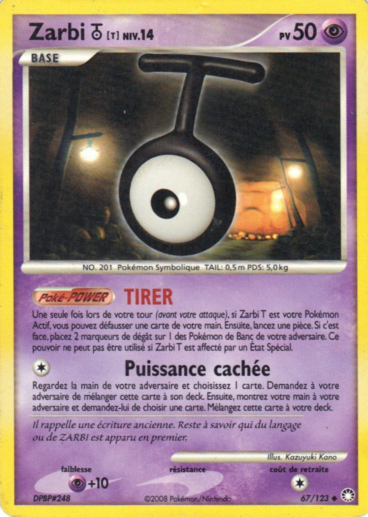 Zarbi T [T] NIV.14 PV 50
BASE
NO. 201 Pokémon Symbolique TAIL: 0,5 m PDS: 5,0 kg
Poké-POWER TIRER
Une seule fois lors de votre tour (avant votre attaque), si Zarbi T est votre Pokémon
Actif, vous pouvez défausser une carte de votre main. Ensuite, lancez une pièce. Si c'est
face, placez 2 marqueurs de dégât sur 1 des Pokémon de Banc de votre adversaire. Ce
pouvoir ne peut pas être utilisé si Zarbi T est affecté par un État Spécial.
Puissance cachée
Regardez la main de votre adversaire et choisissez 1 carte. Demandez à votre
adversaire de mélanger cette carte à son deck. Ensuite, montrez votre main à votre
adversaire et demandez-lui de choisir une carte. Mélangez cette carte à votre deck.
Il rappelle une écriture ancienne. Reste à savoir qui du langage
ou de ZARBI est apparu en premier.
Illus. Kazuyuki Kano
faiblesse résistance coût de retraite
+10
DPBP#248 ©2008 Pokémon/Nintendo 67/123